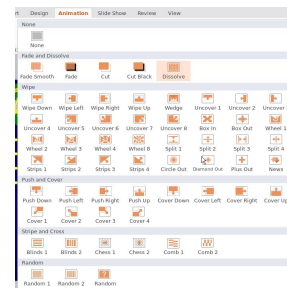 Design Animation Slide Show Review View
None
None
Fade and Dissolve
Fade Smooth Fade Cut Cut Black Dissolve
Wipe
Wipe Down Wipe Left Wipe Right Wipe Up Wedge Uncover 1 Uncover 2 Uncover
Uncover 4 Uncover 5 Uncover 6 Uncover 7 Uncover 8 Box In Box Out Wheel 1
Wheel 2 Wheel 3 Wheel 4 Wheel 8 Split 1 Split 2 Split 3 Split 4
Strips 1 Strips 2 Strips 3 Strips 4 Circle Out Diamond Out Plus Out News
Push and Cover
Push Down Push Left Push Right Push Up Cover Down Cover Left Cover Right Cover Up
Cover 1 Cover 2 Cover 3 Cover 4
Stripe and Cross
Blinds 1 Blinds 2 Chess 1 Chess 2 Comb 1 Comb 2
Random
Random 1 Random 2 Random